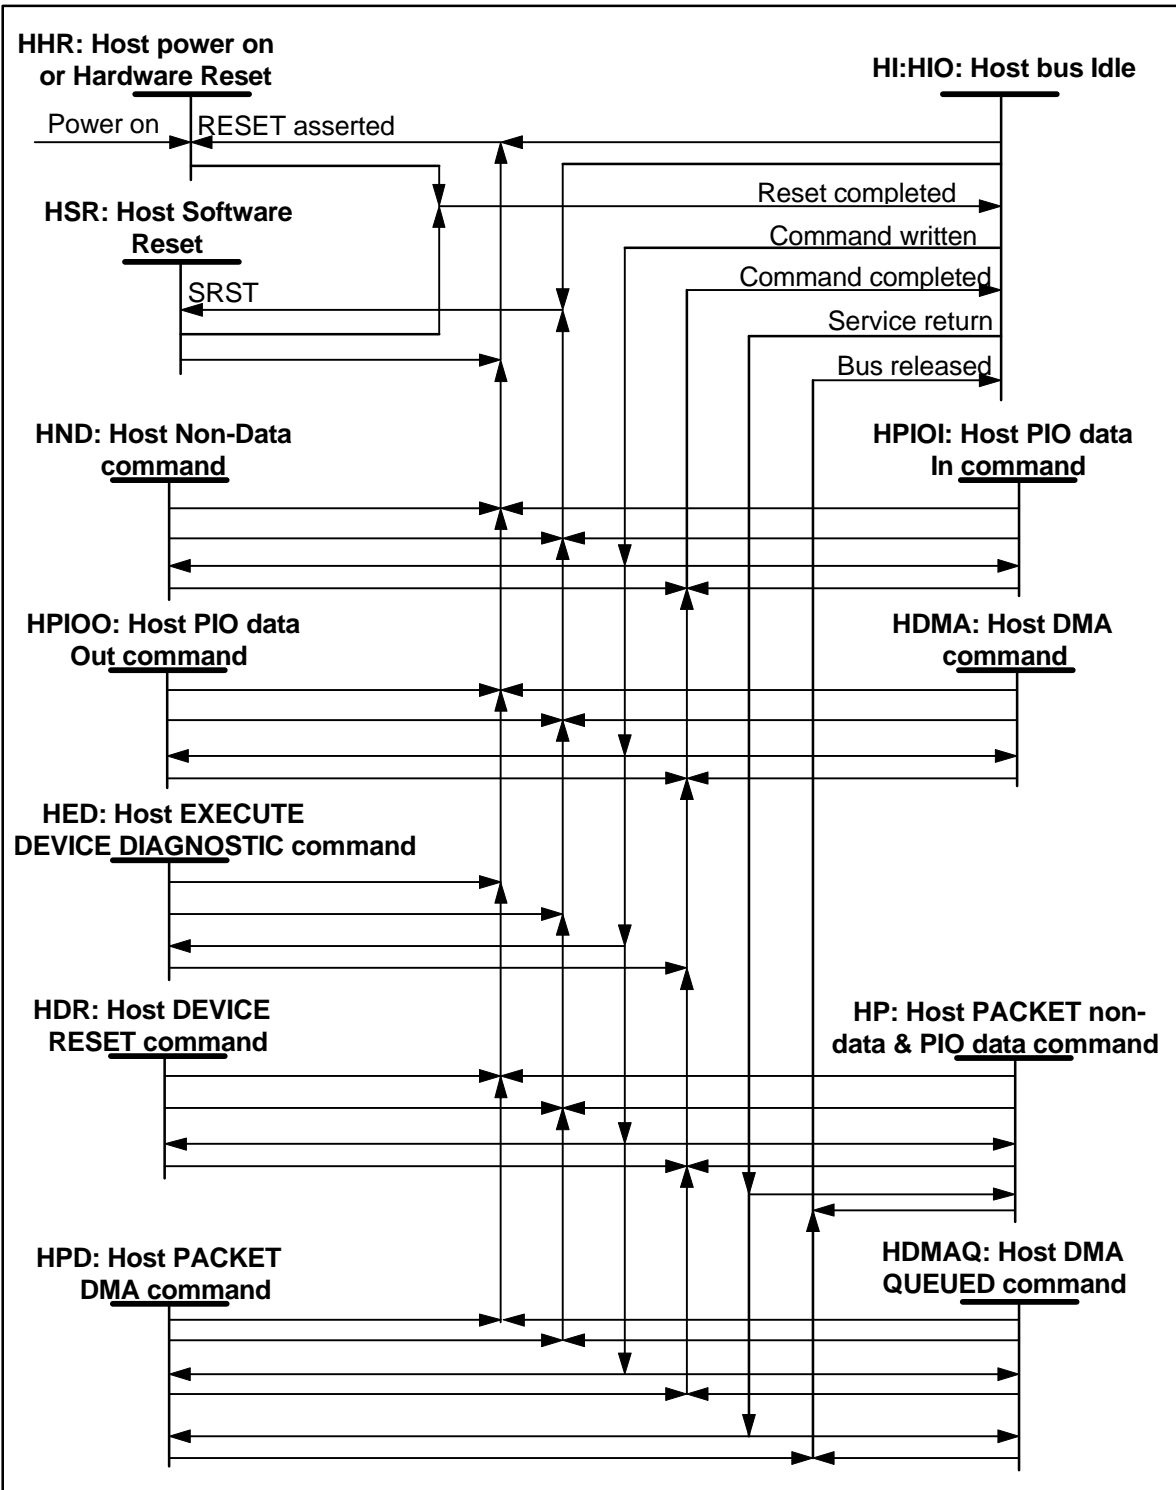 HHR: Host power on
or Hardware Reset
HI:HIO: Host bus Idle
Power on
RESET asserted
Reset completed
HSR: Host Software
Reset
Command written
Command completed
SRST
Service return
Bus released
HND: Host Non-Data
command
HPIOI: Host PIO data
In command
HPIOO: Host PIO data
Out command
HDMA: Host DMA
command
HED: Host EXECUTE
DEVICE DIAGNOSTIC command
HDR: Host DEVICE
RESET command
HP: Host PACKET non-
data & PIO data command
HPD: Host PACKET
DMA command
HDMAQ: Host DMA
QUEUED command